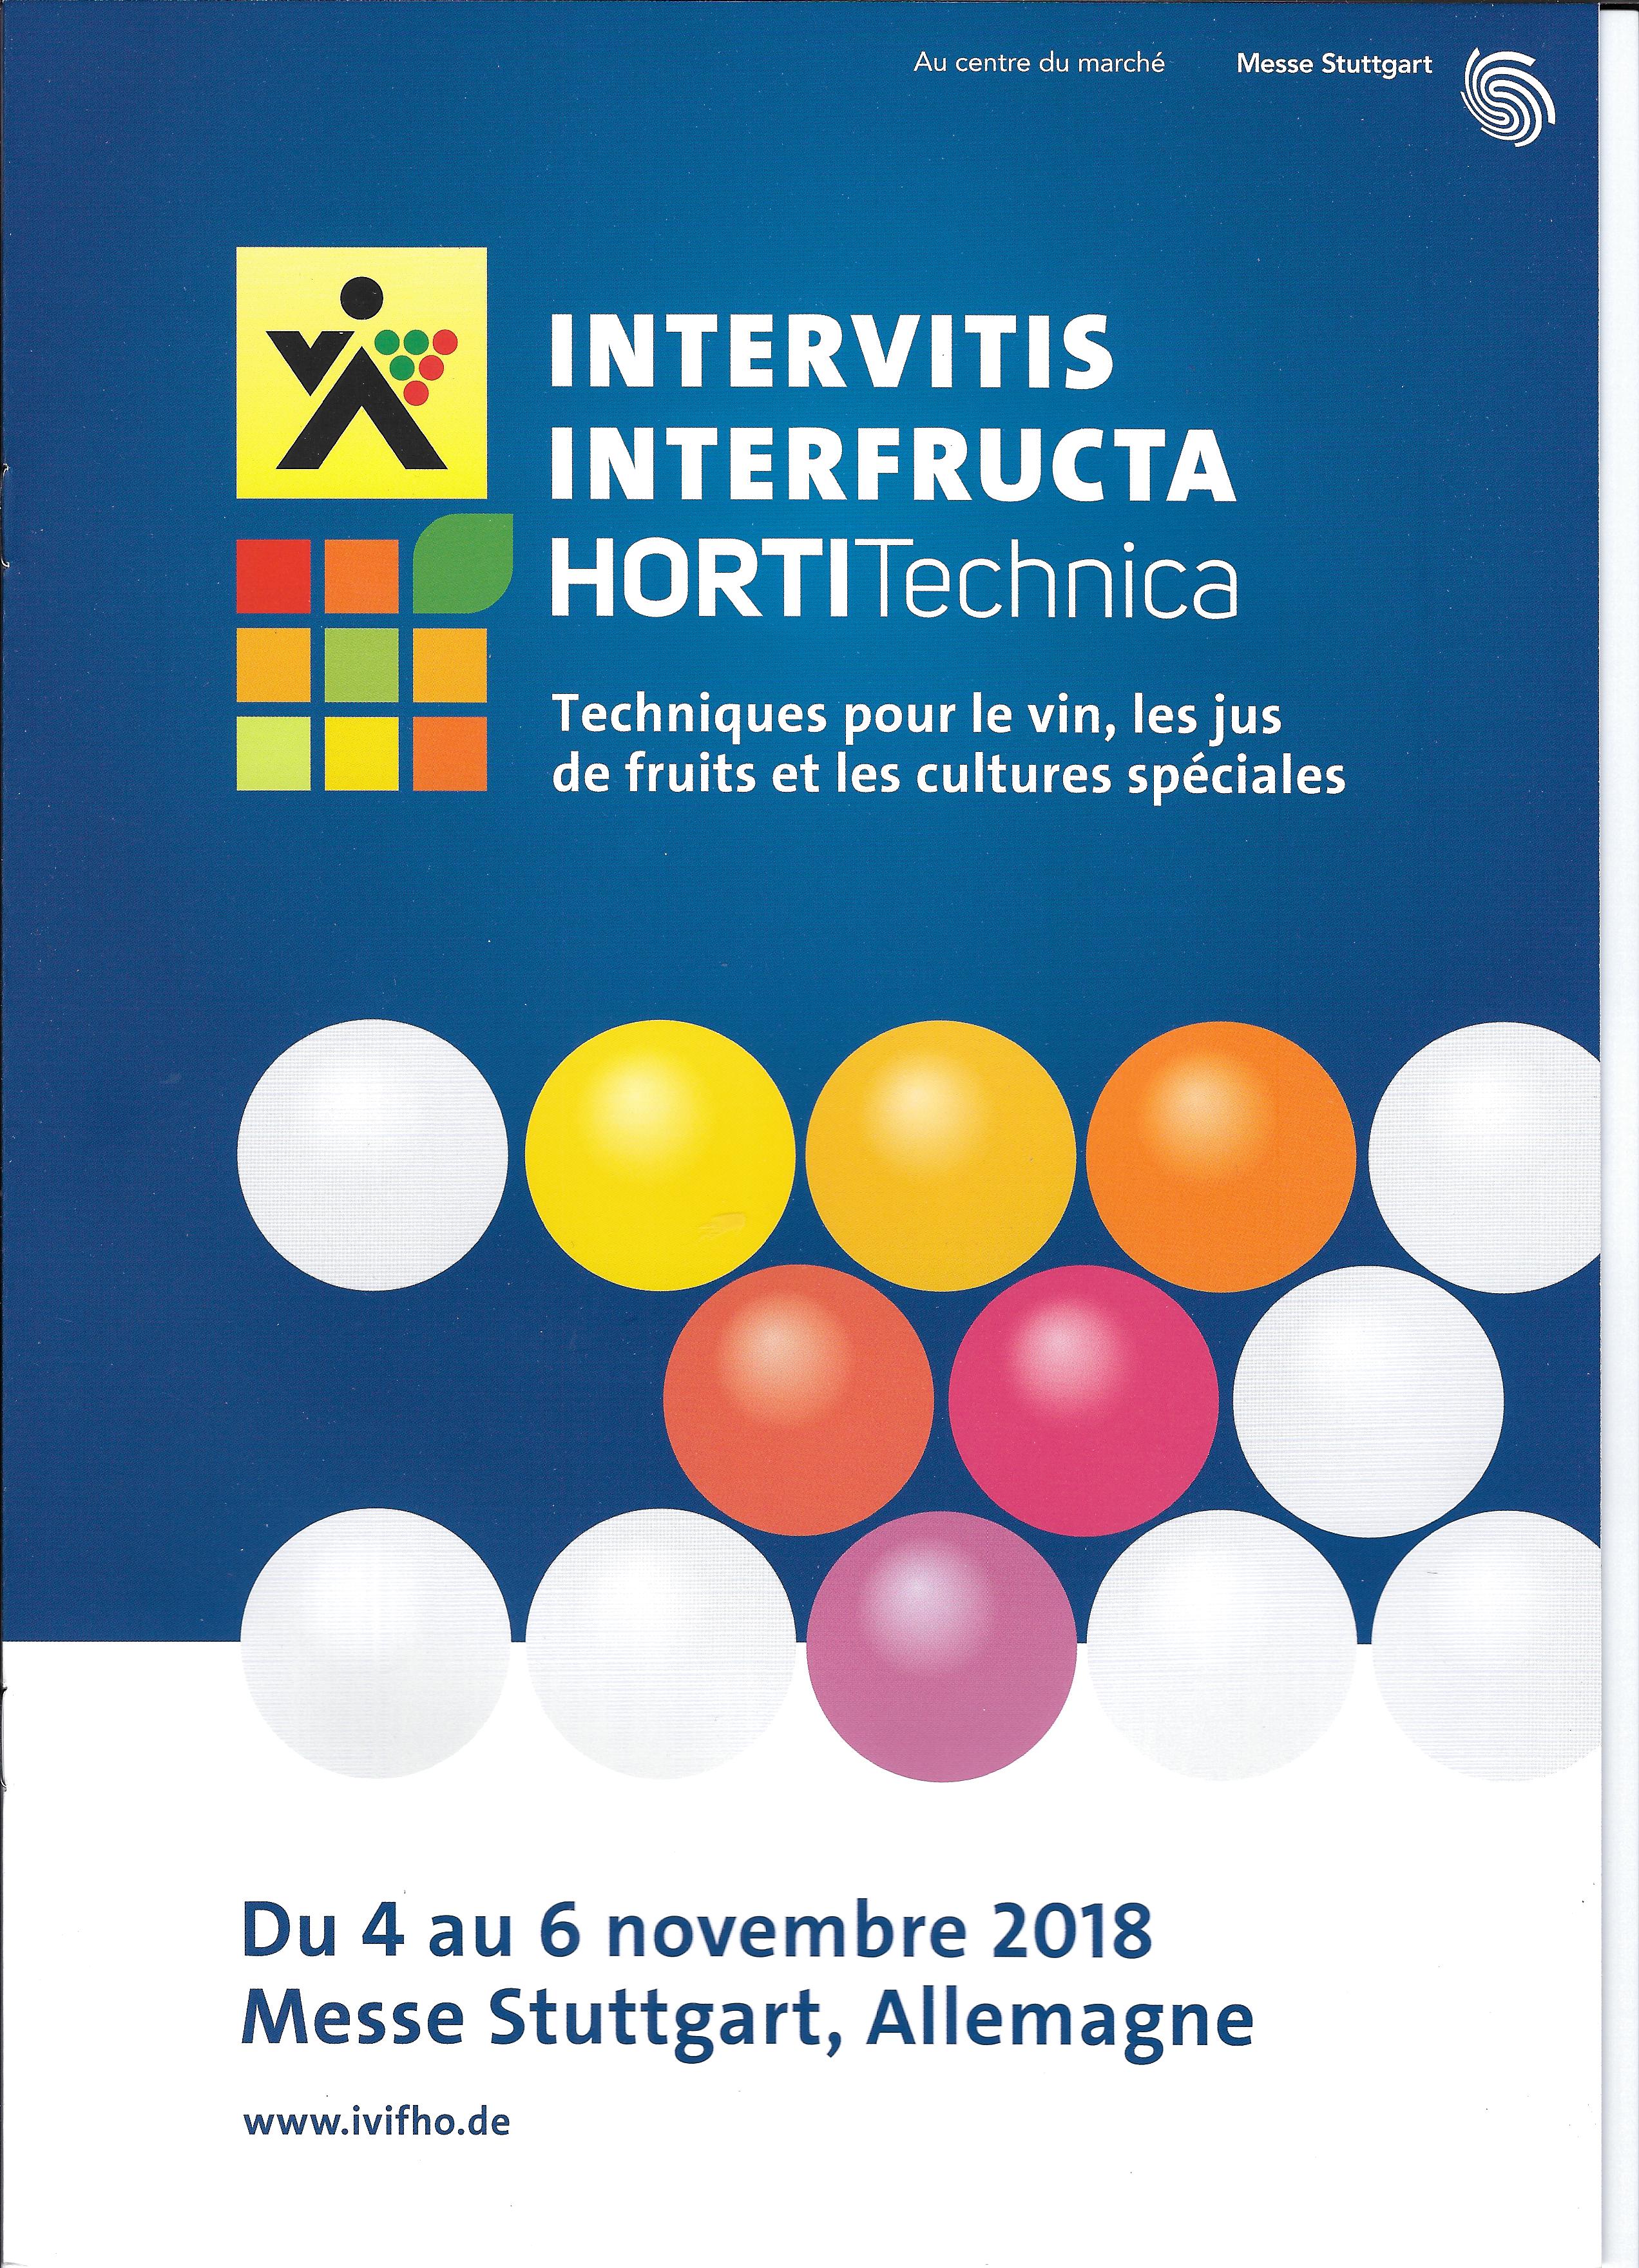 Au centre du marché Messe Stuttgart
INTERVITIS
INTERFRUCTA
HORTITechnica
Techniques pour le vin, les jus
de fruits et les cultures spéciales
Du 4 au 6 novembre 2018
Messe Stuttgart, Allemagne
www.ivifho.de